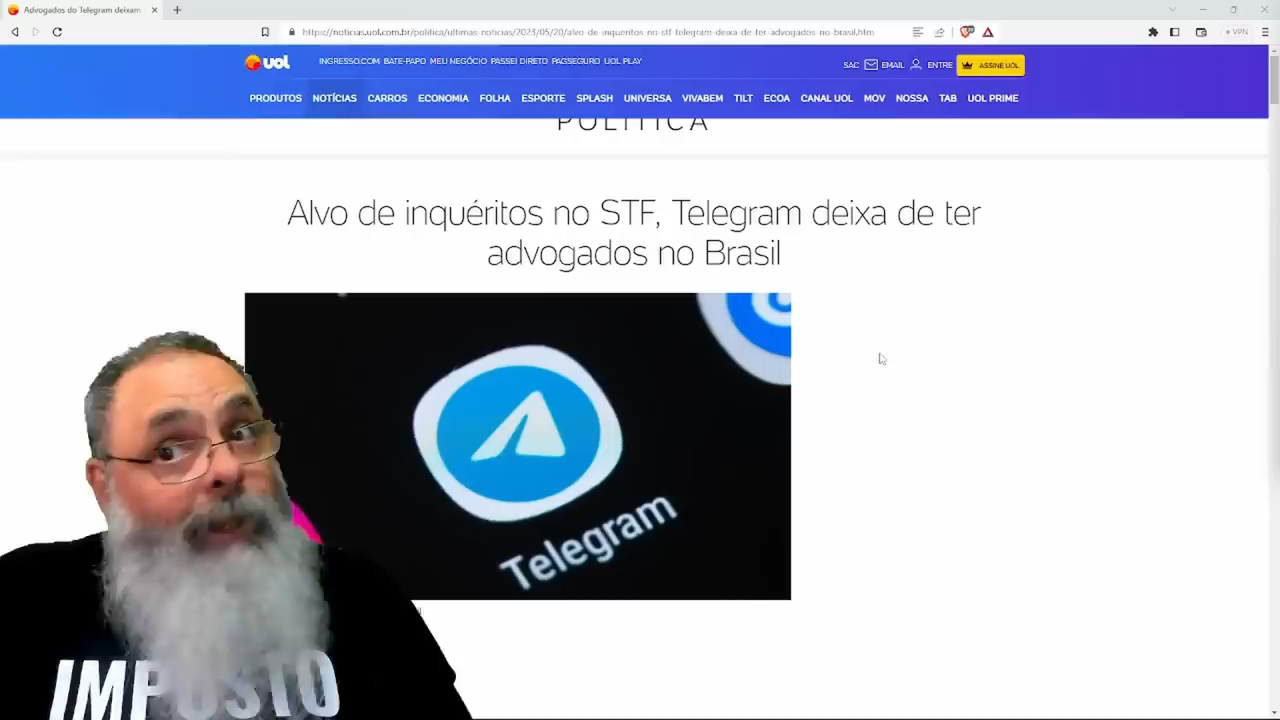 Advogados do Telegram deixam
https://noticias.uol.com.br/politica/ultimas-noticias/2023/05/20/alvo-de-inqueritos-no-stf-telegram-deixa-de-ter-advogados-no-brasil.htm
VPN
UOL
INGRESSO.COM BATE-PAPO MEU NEGÓCIO PASSEI DIRETO PAGSEGURO UOL PLAY
SAC EMAIL ENTRE ASSINE UOL
PRODUTOS NOTÍCIAS CARROS ECONOMIA FOLHA ESPORTE SPLASH UNIVERSA VIVABEM TILT ECOA CANAL UOL MOV NOSSA TAB UOL PRIME
POLÍTICA
Alvo de inquéritos no STF, Telegram deixa de ter
advogados no Brasil
Telegram
IMPOSTO